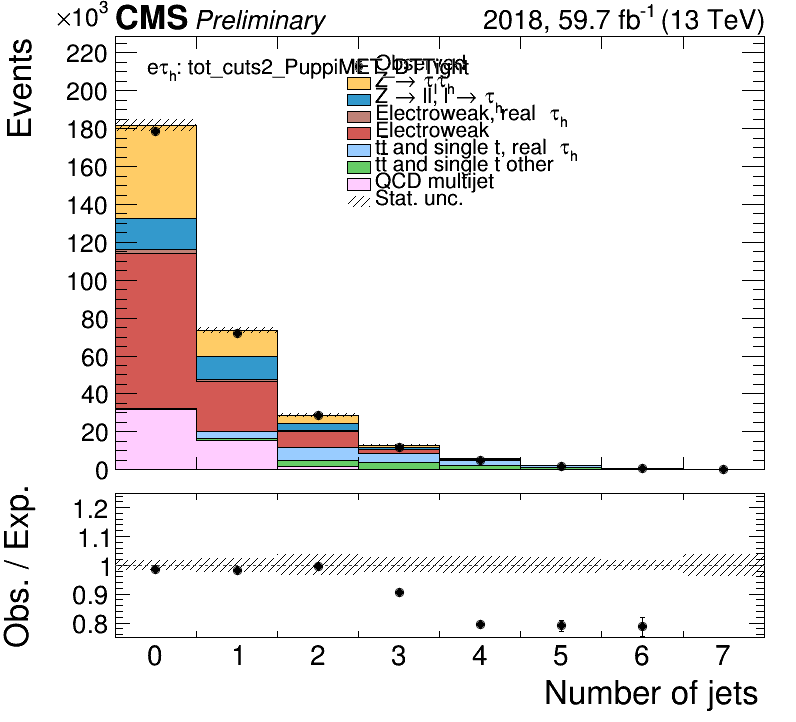 ×10³ CMS Preliminary 2018, 59.7 fb⁻¹ (13 TeV)
Events
220
200
180
160
140
120
100
80
60
40
20
0
eτh: tot_cuts2_PuppiMET_DTTight
Observed
Z → τlτh
Z → ll, l → τh
Electroweak, real τh
Electroweak
tt̄ and single t, real τh
tt̄ and single t other
QCD multijet
Stat. unc.
Obs. / Exp.
1.2
1.1
1
0.9
0.8
0 1 2 3 4 5 6 7
Number of jets